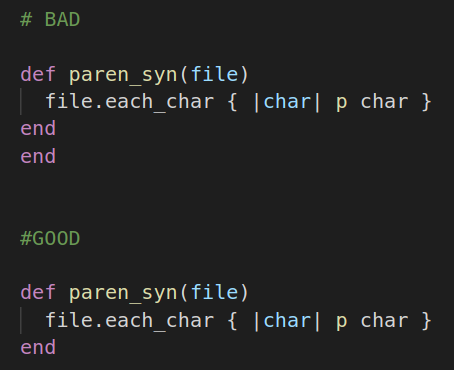 # BAD
def paren_syn(file)
  file.each_char { |char| p char }
end
end
#GOOD
def paren_syn(file)
  file.each_char { |char| p char }
end